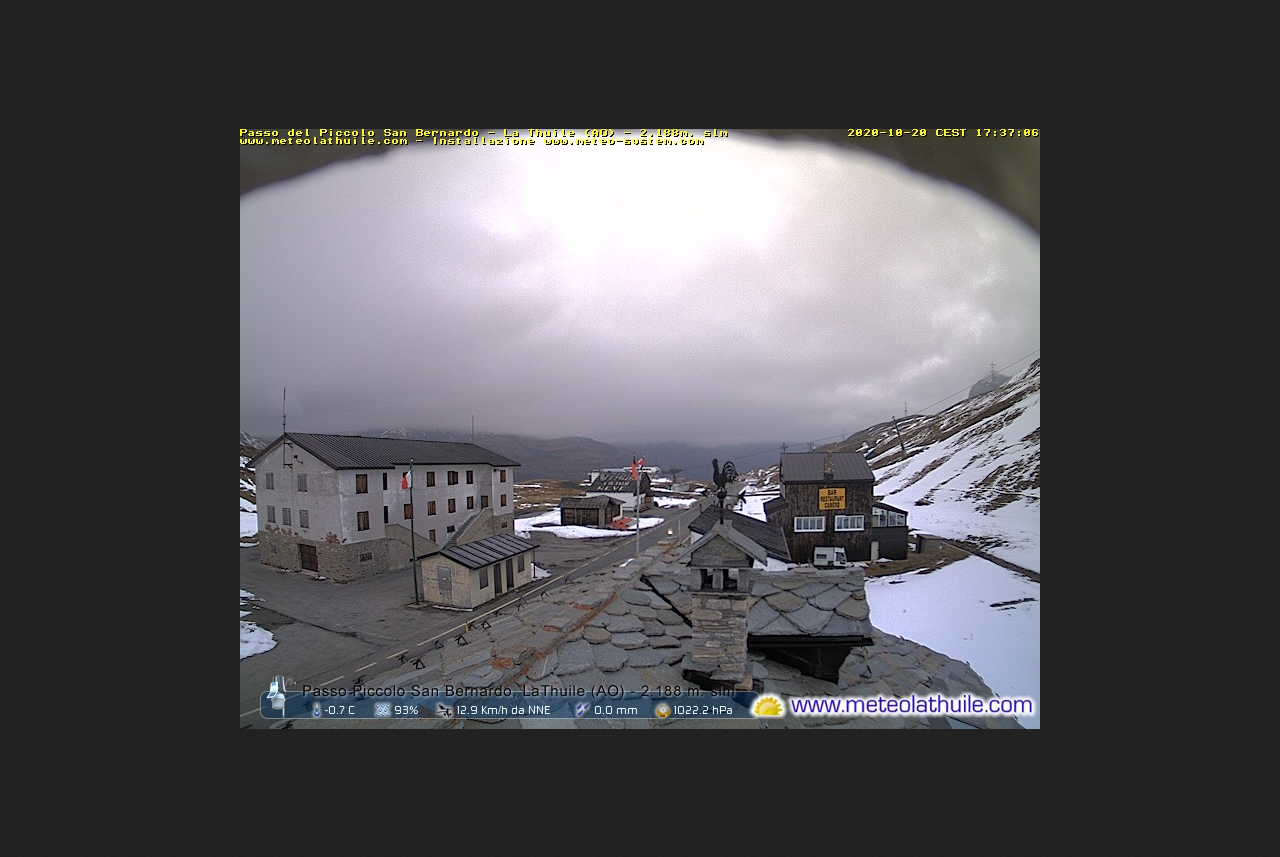 Passo del Piccolo San Bernardo - La Thuile (AO) - 2.188m. slm
2020-10-20 CEST 17:37:06
www.meteolathuile.com - Installazione www.meteo-system.com
BAR
RESTAURANT
CAMERE
Passo Piccolo San Bernardo, LaThuile (AO) - 2.188 m. slm
-0.7 C
93%
12.9 Km/h da NNE
0.0 mm
1022.2 hPa
www.meteolathuile.com